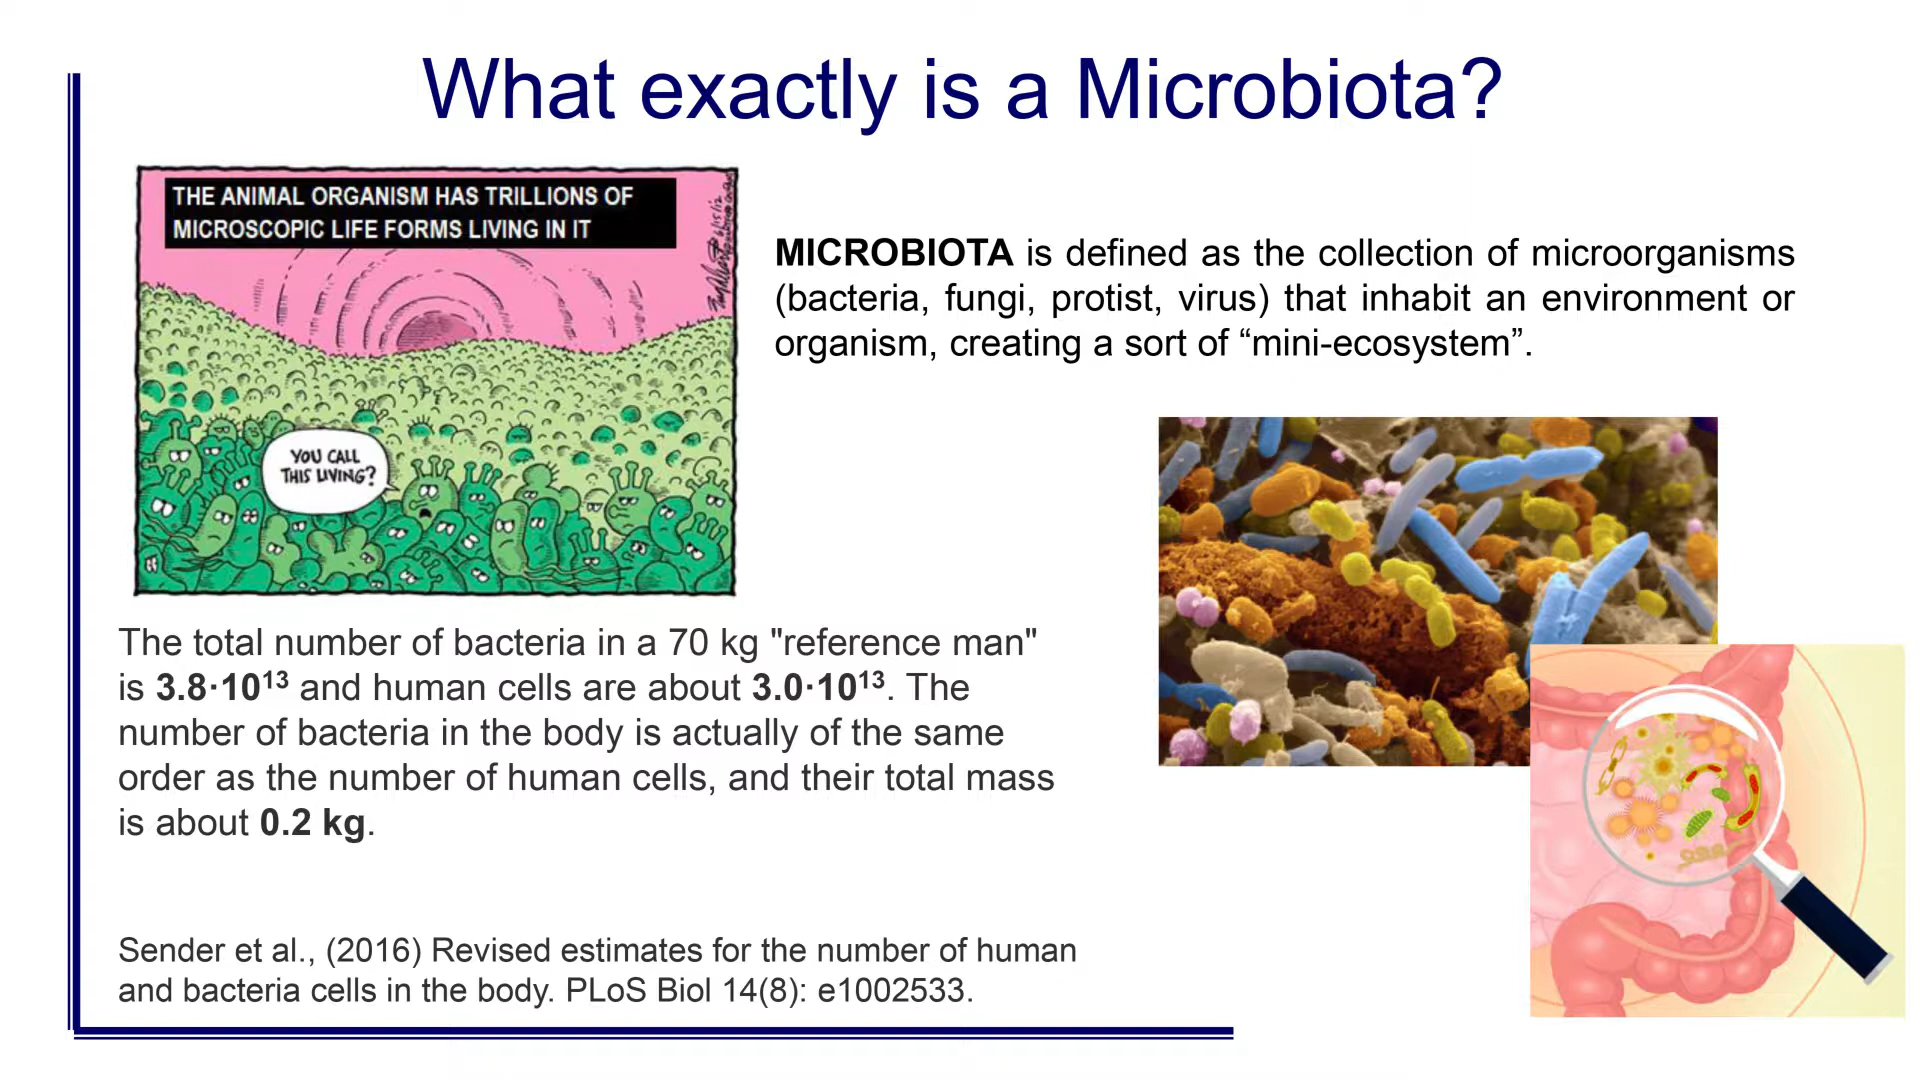 What exactly is a Microbiota?
THE ANIMAL ORGANISM HAS TRILLIONS OF
MICROSCOPIC LIFE FORMS LIVING IN IT
YOU CALL
THIS LIVING?
MICROBIOTA is defined as the collection of microorganisms
(bacteria, fungi, protist, virus) that inhabit an environment or
organism, creating a sort of “mini-ecosystem”.
The total number of bacteria in a 70 kg "reference man"
is 3.8·10¹³ and human cells are about 3.0·10¹³. The
number of bacteria in the body is actually of the same
order as the number of human cells, and their total mass
is about 0.2 kg.
Sender et al., (2016) Revised estimates for the number of human
and bacteria cells in the body. PLoS Biol 14(8): e1002533.